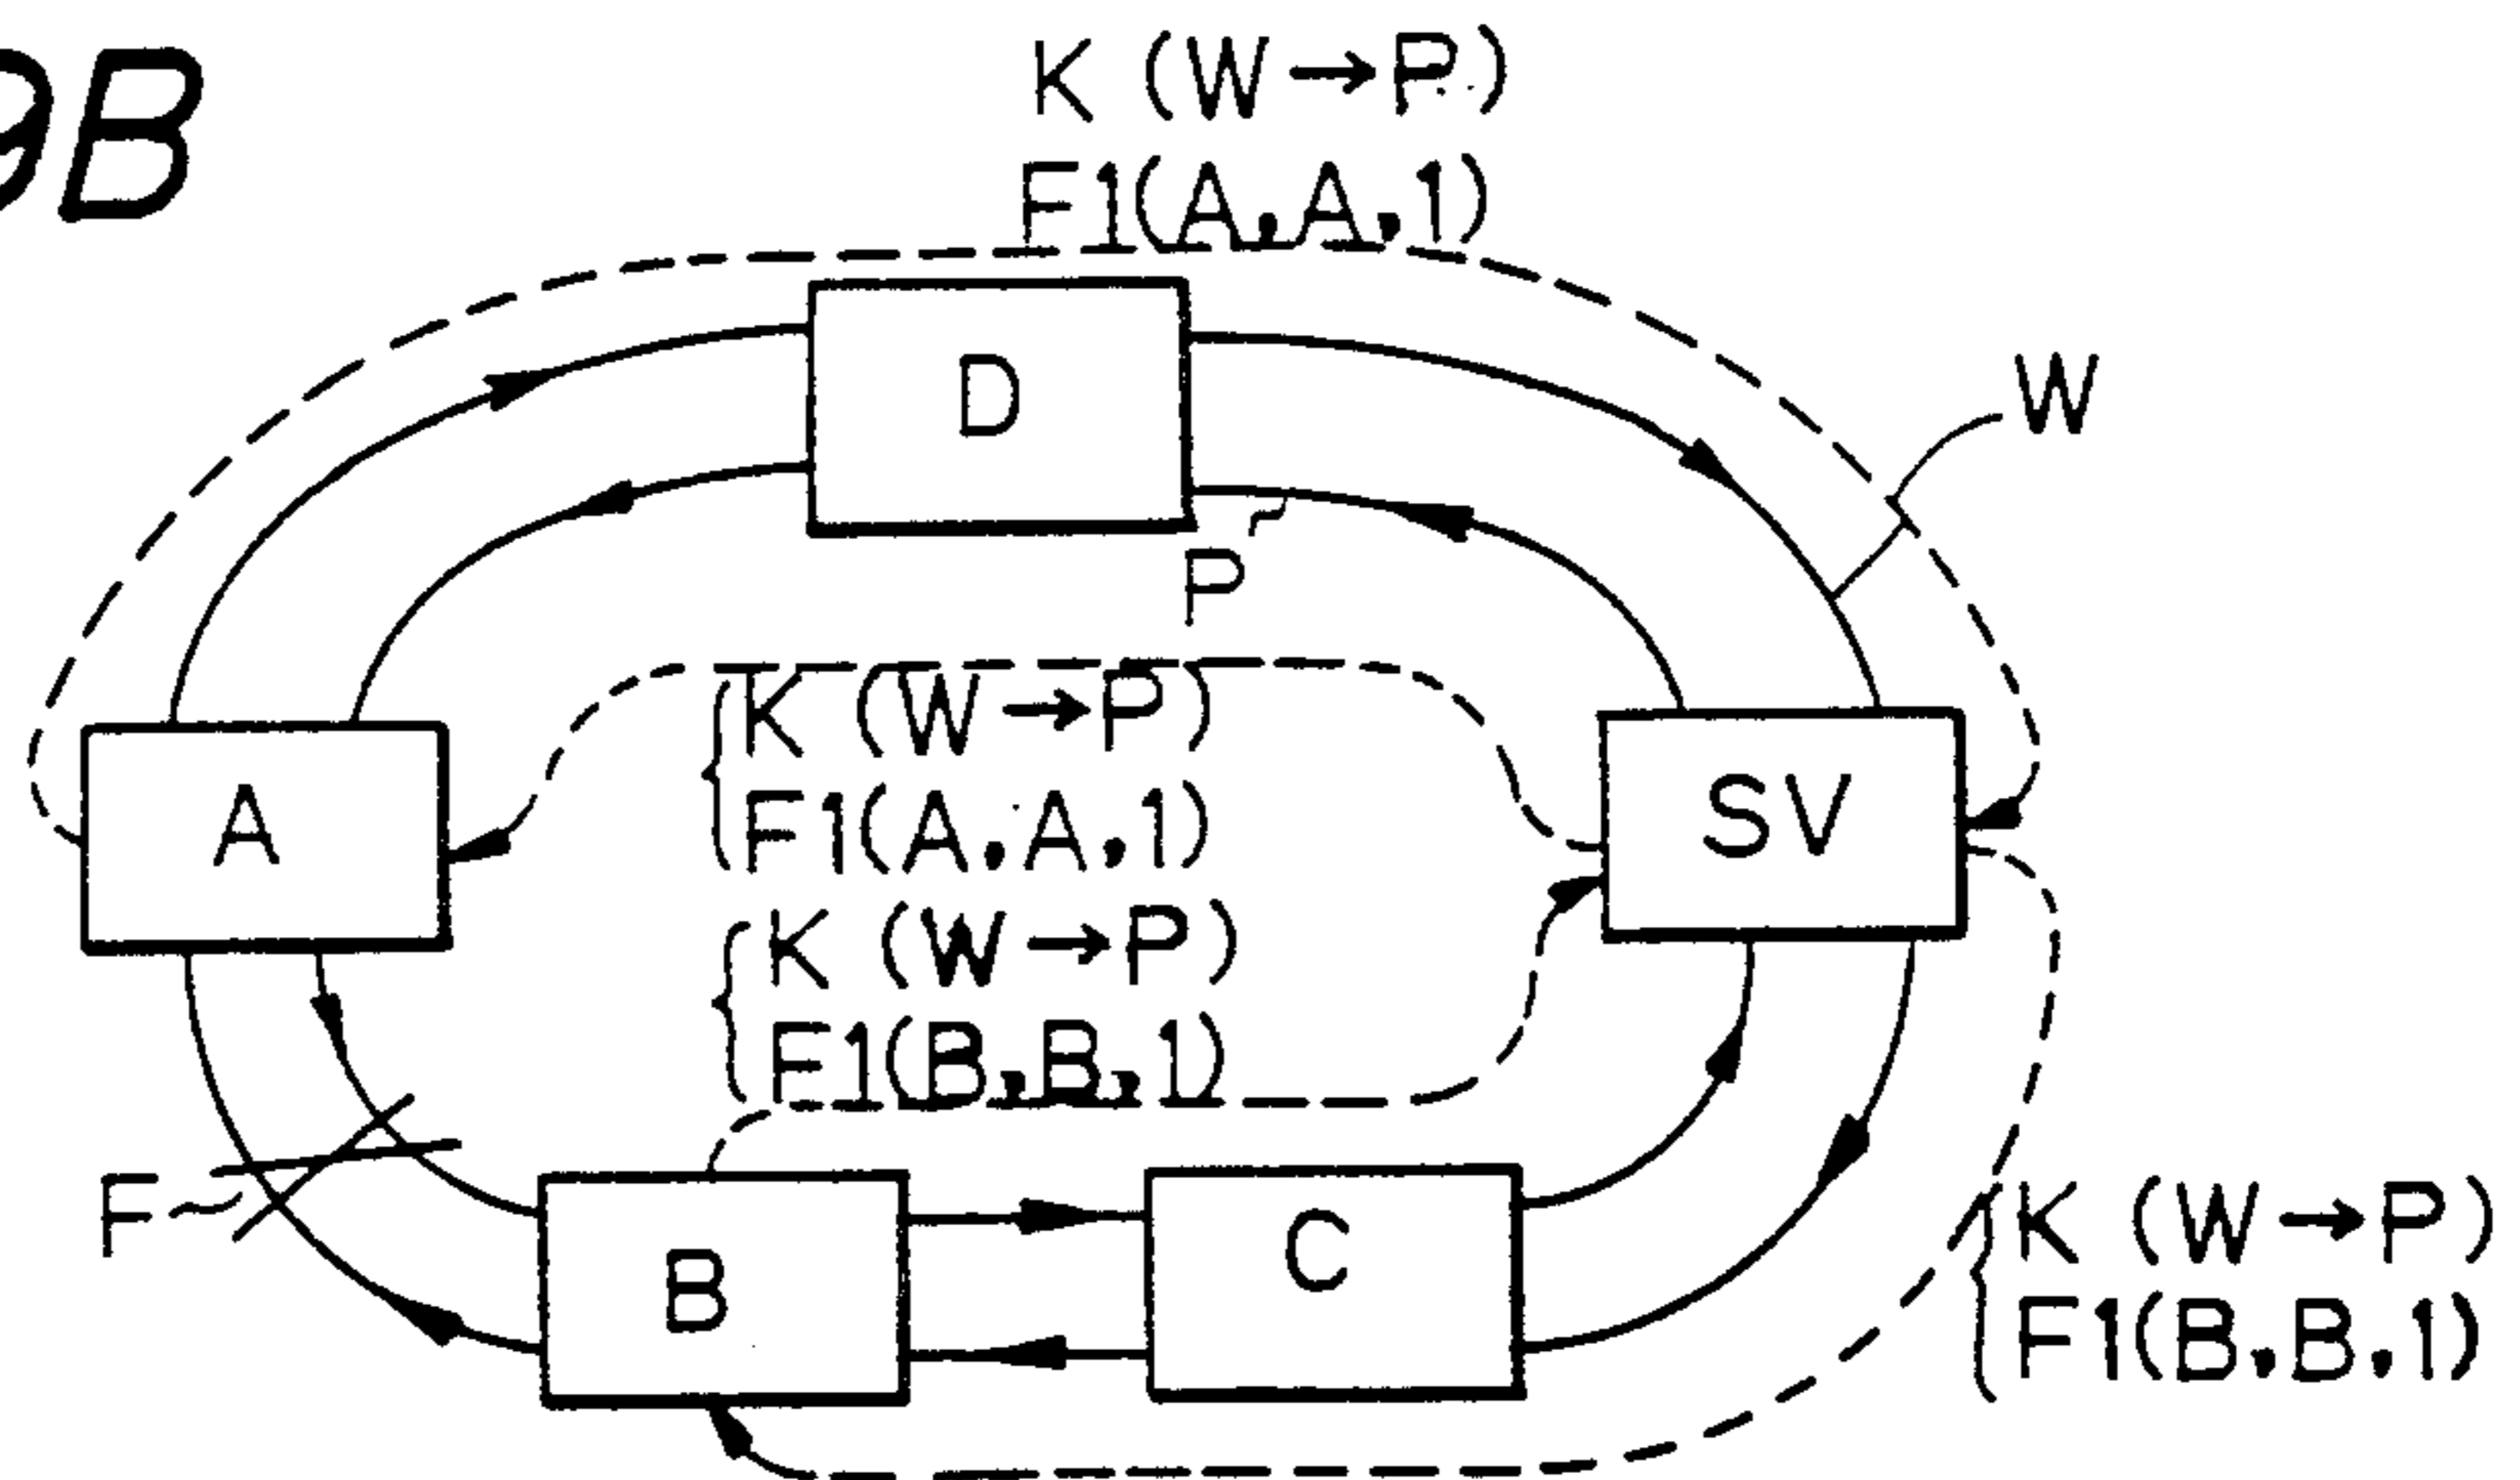 9B
K (W→P)
F1(A,A,1)
D
W
P
K (W→P)
F1(A,A,1)
A
SV
K (W→P)
F1(B,B,1)
F
B
C
K (W→P)
F1(B,B,1)